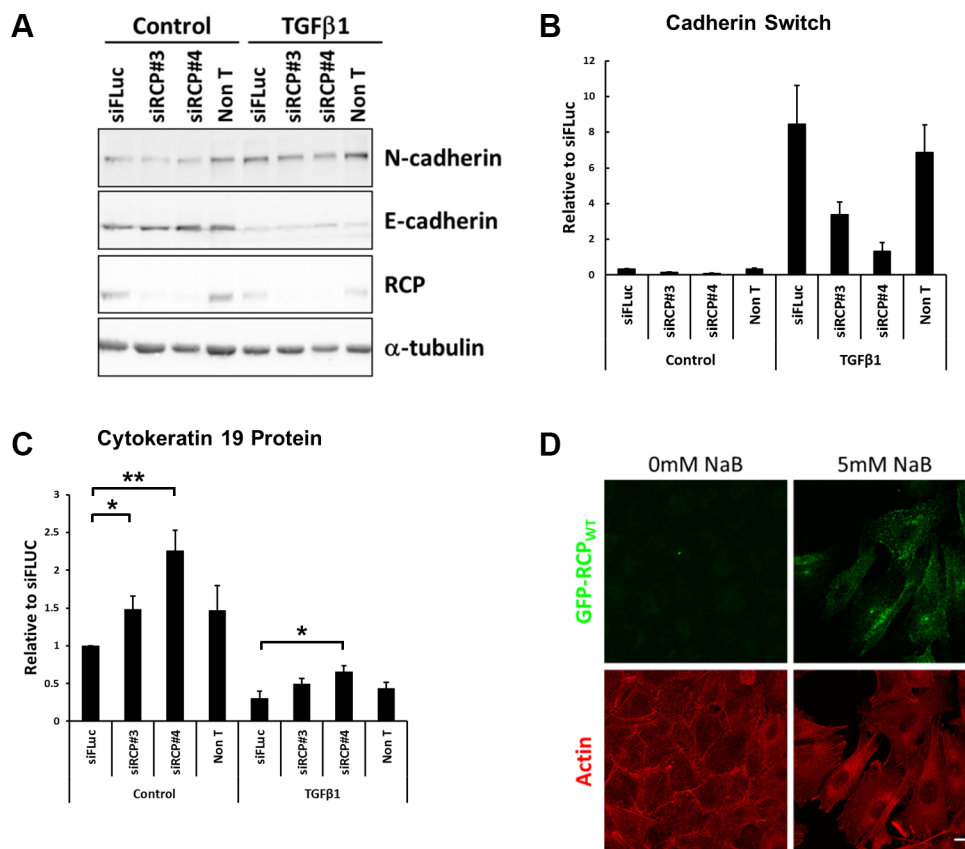 A
Control
TGFβ1
siFLuc
siRCP#3
siRCP#4
Non T
siFLuc
siRCP#3
siRCP#4
Non T
N-cadherin
E-cadherin
RCP
α-tubulin
B
Cadherin Switch
Relative to siFLuc
12
10
8
6
4
2
0
siFLuc
siRCP#3
siRCP#4
Non T
siFLuc
siRCP#3
siRCP#4
Non T
Control
TGFβ1
C
Cytokeratin 19 Protein
Relative to siFLUC
3
2.5
2
1.5
1
0.5
0
**
*
*
siFLuc
siRCP#3
siRCP#4
Non T
siFLuc
siRCP#3
siRCP#4
Non T
Control
TGFβ1
D
0mM NaB
5mM NaB
GFP-RCPWT
Actin